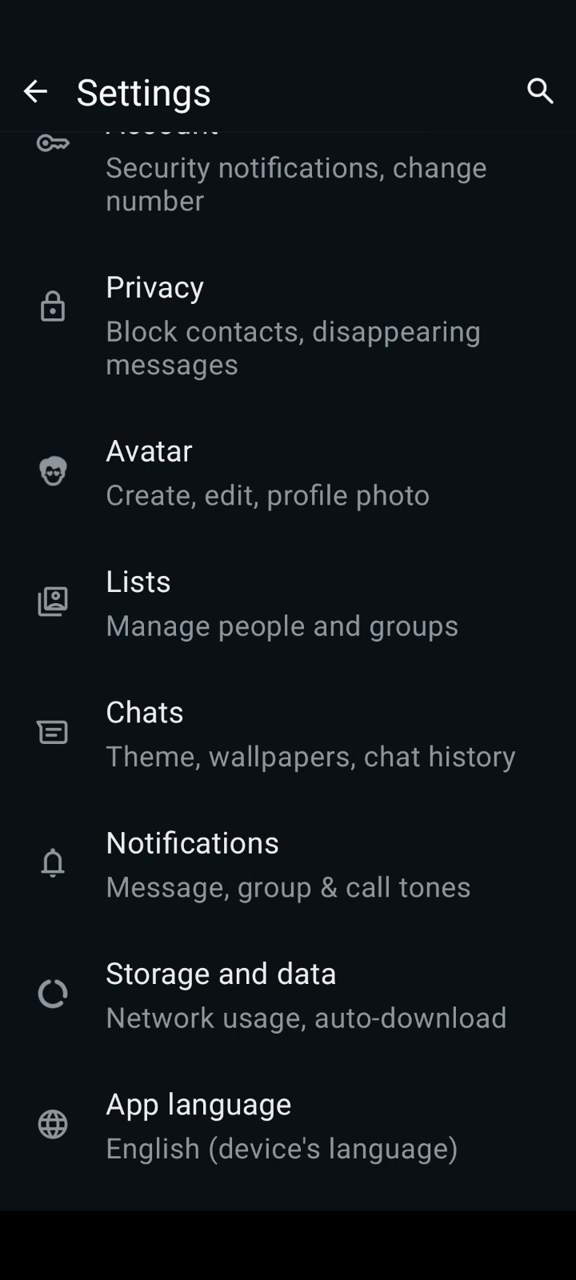 Settings
Account
Security notifications, change
number
Privacy
Block contacts, disappearing
messages
Avatar
Create, edit, profile photo
Lists
Manage people and groups
Chats
Theme, wallpapers, chat history
Notifications
Message, group & call tones
Storage and data
Network usage, auto-download
App language
English (device's language)